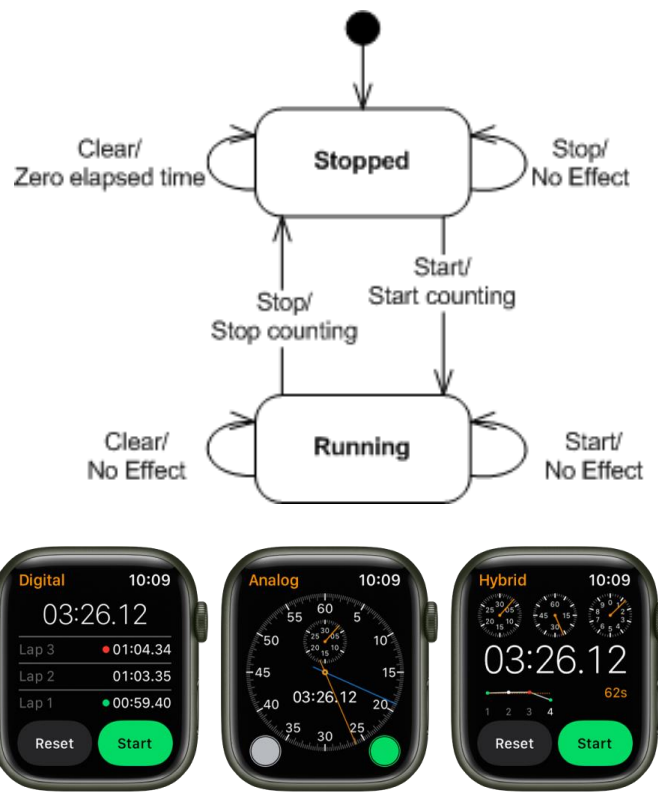 Clear/
Zero elapsed time
Stopped
Stop/
No Effect
Start/
Start counting
Stop/
Stop counting
Clear/
No Effect
Running
Start/
No Effect
Digital 10:09
03:26.12
Lap 3 01:04.34
Lap 2 01:03.35
Lap 1 00:59.40
Reset Start
Analog 10:09
60
55 5
50 10
45 15
40 20
35 25
30
03:26.12
Hybrid 10:09
03:26.12
62s
1 2 3 4
Reset Start